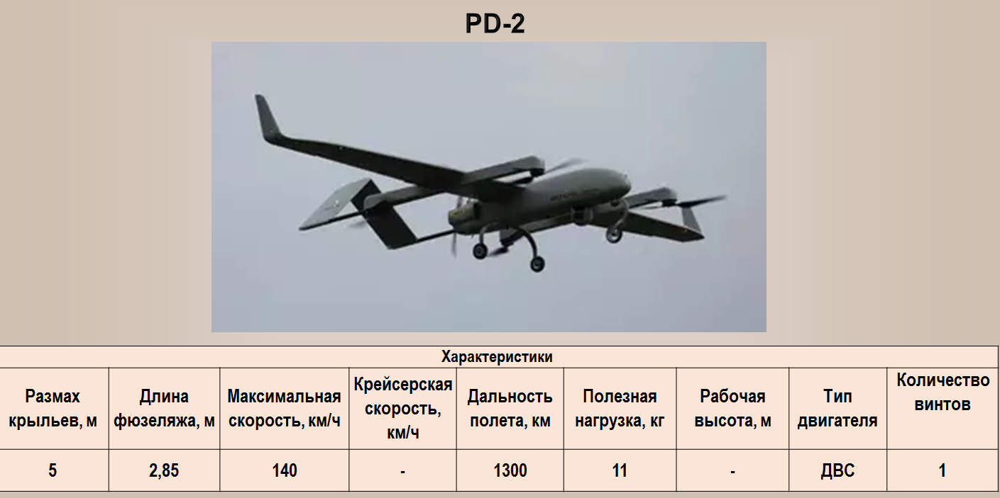 PD-2
Характеристики
Размах крыльев, м
Длина фюзеляжа, м
Максимальная скорость, км/ч
Крейсерская скорость, км/ч
Дальность полета, км
Полезная нагрузка, кг
Рабочая высота, м
Тип двигателя
Количество винтов
5
2,85
140
-
1300
11
-
ДВС
1